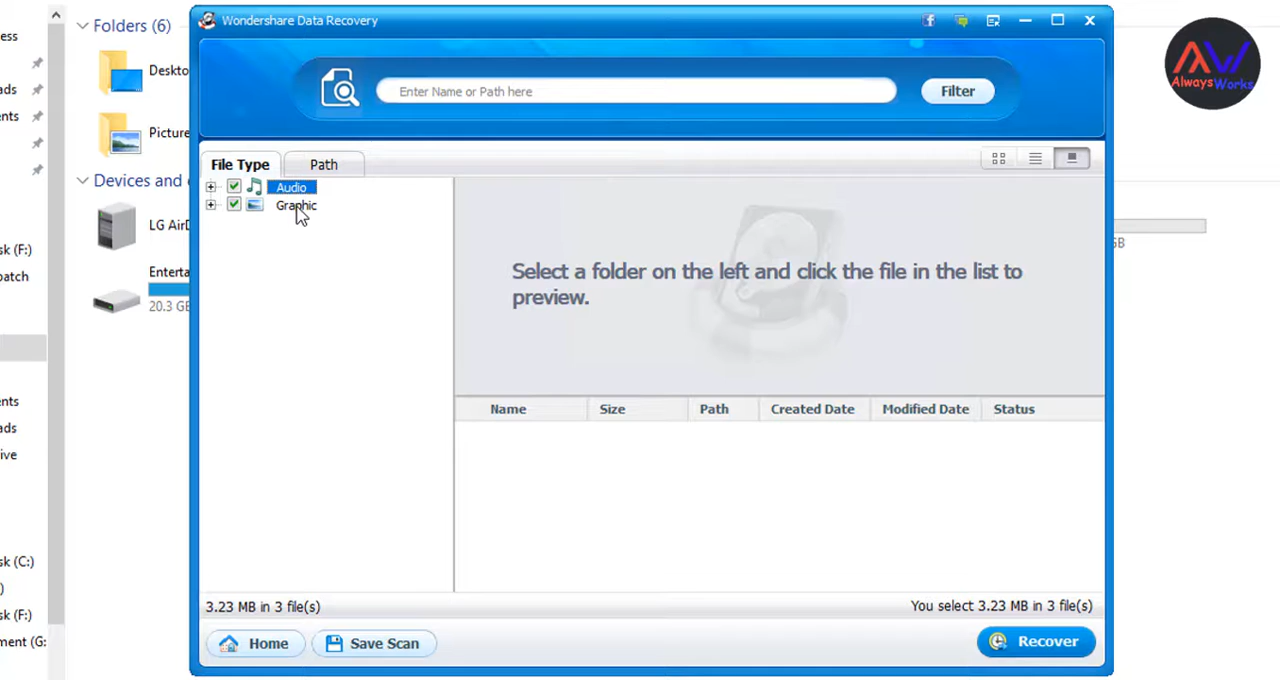 Wondershare Data Recovery
Enter Name or Path here
Filter
File Type
Path
Audio
Graphic
Select a folder on the left and click the file in the list to
preview.
Name Size Path Created Date Modified Date Status
3.23 MB in 3 file(s)
You select 3.23 MB in 3 file(s)
Home
Save Scan
Recover
Folders (6)
Deskto
Picture
Devices and
LG AirD
Enterta
20.3 GB
ess
ads
ents
sk (F:)
patch
ents
ads
ive
sk (C:)
)
sk (F:)
ment (G:
GB
AW
AlwaysWorks